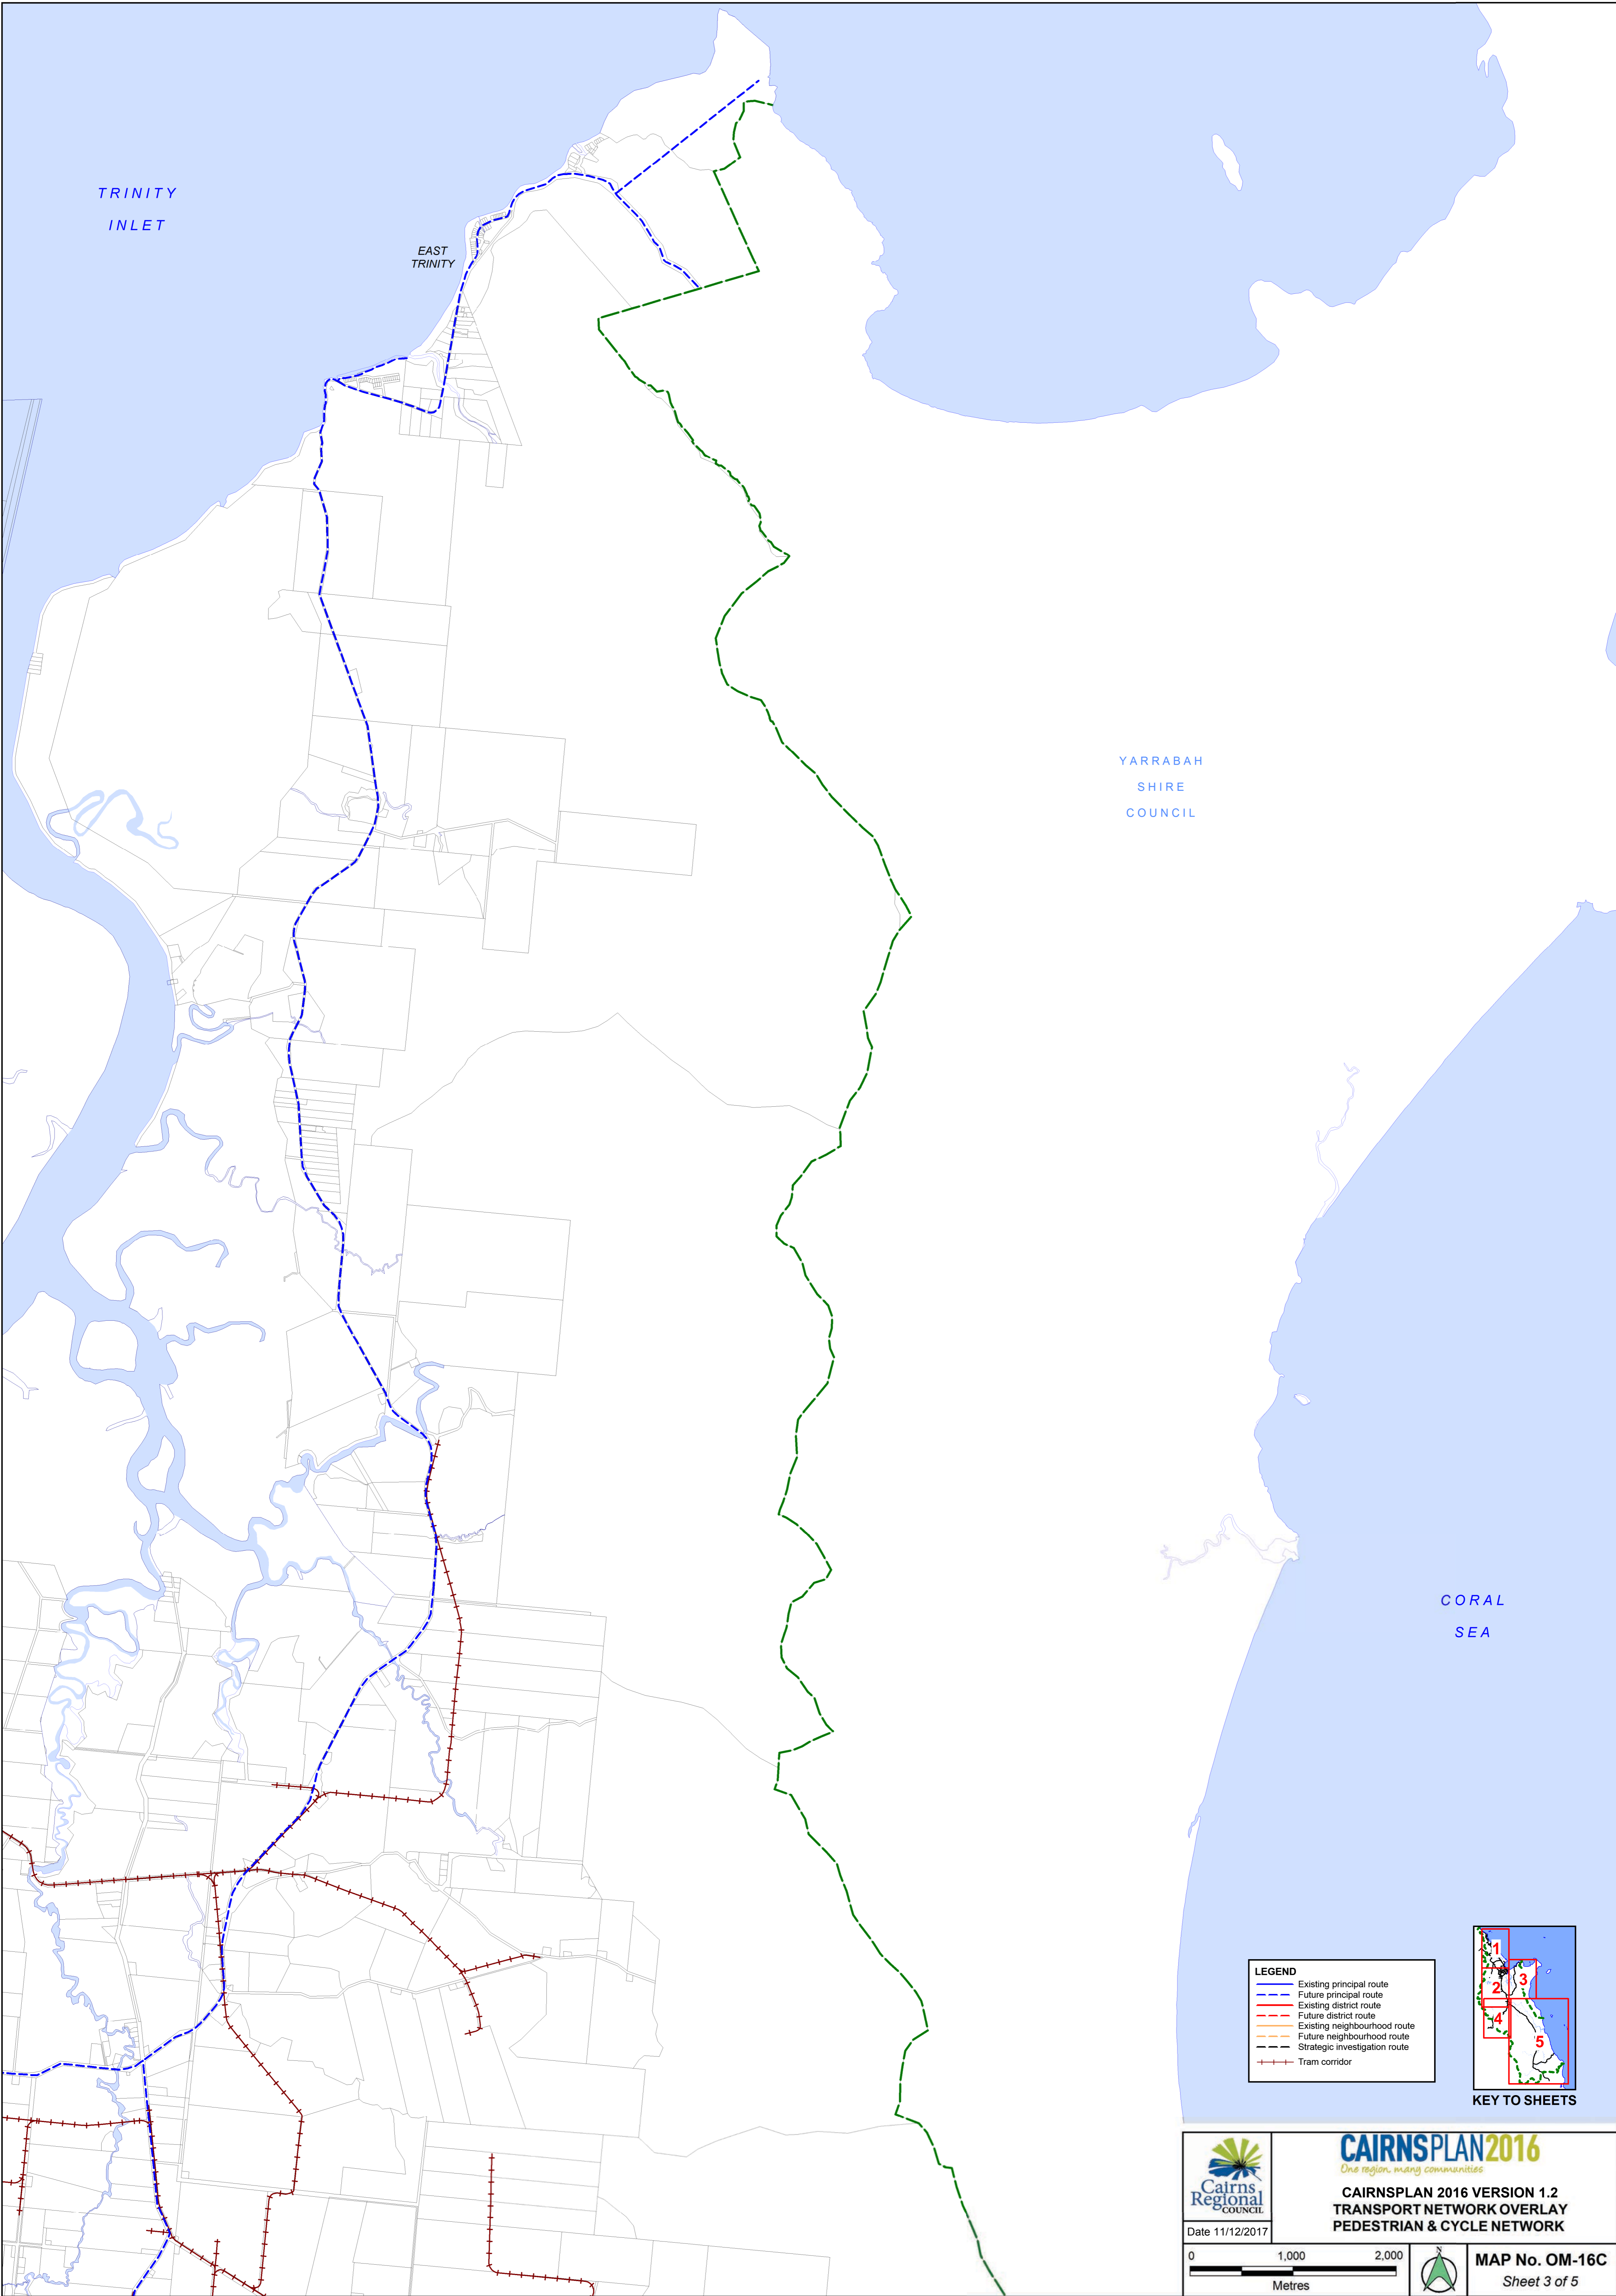 TRINITY
INLET
EAST
TRINITY
YARRABAH
SHIRE
COUNCIL
CORAL
SEA
LEGEND
Existing principal route
Future principal route
Existing district route
Future district route
Existing neighbourhood route
Future neighbourhood route
Strategic investigation route
Tram corridor
1
2
3
4
5
KEY TO SHEETS
Cairns
Regional
COUNCIL
Date 11/12/2017
CAIRNSPLAN2016
One region, many communities
CAIRNSPLAN 2016 VERSION 1.2
TRANSPORT NETWORK OVERLAY
PEDESTRIAN & CYCLE NETWORK
0 1,000 2,000
Metres
N
MAP No. OM-16C
Sheet 3 of 5